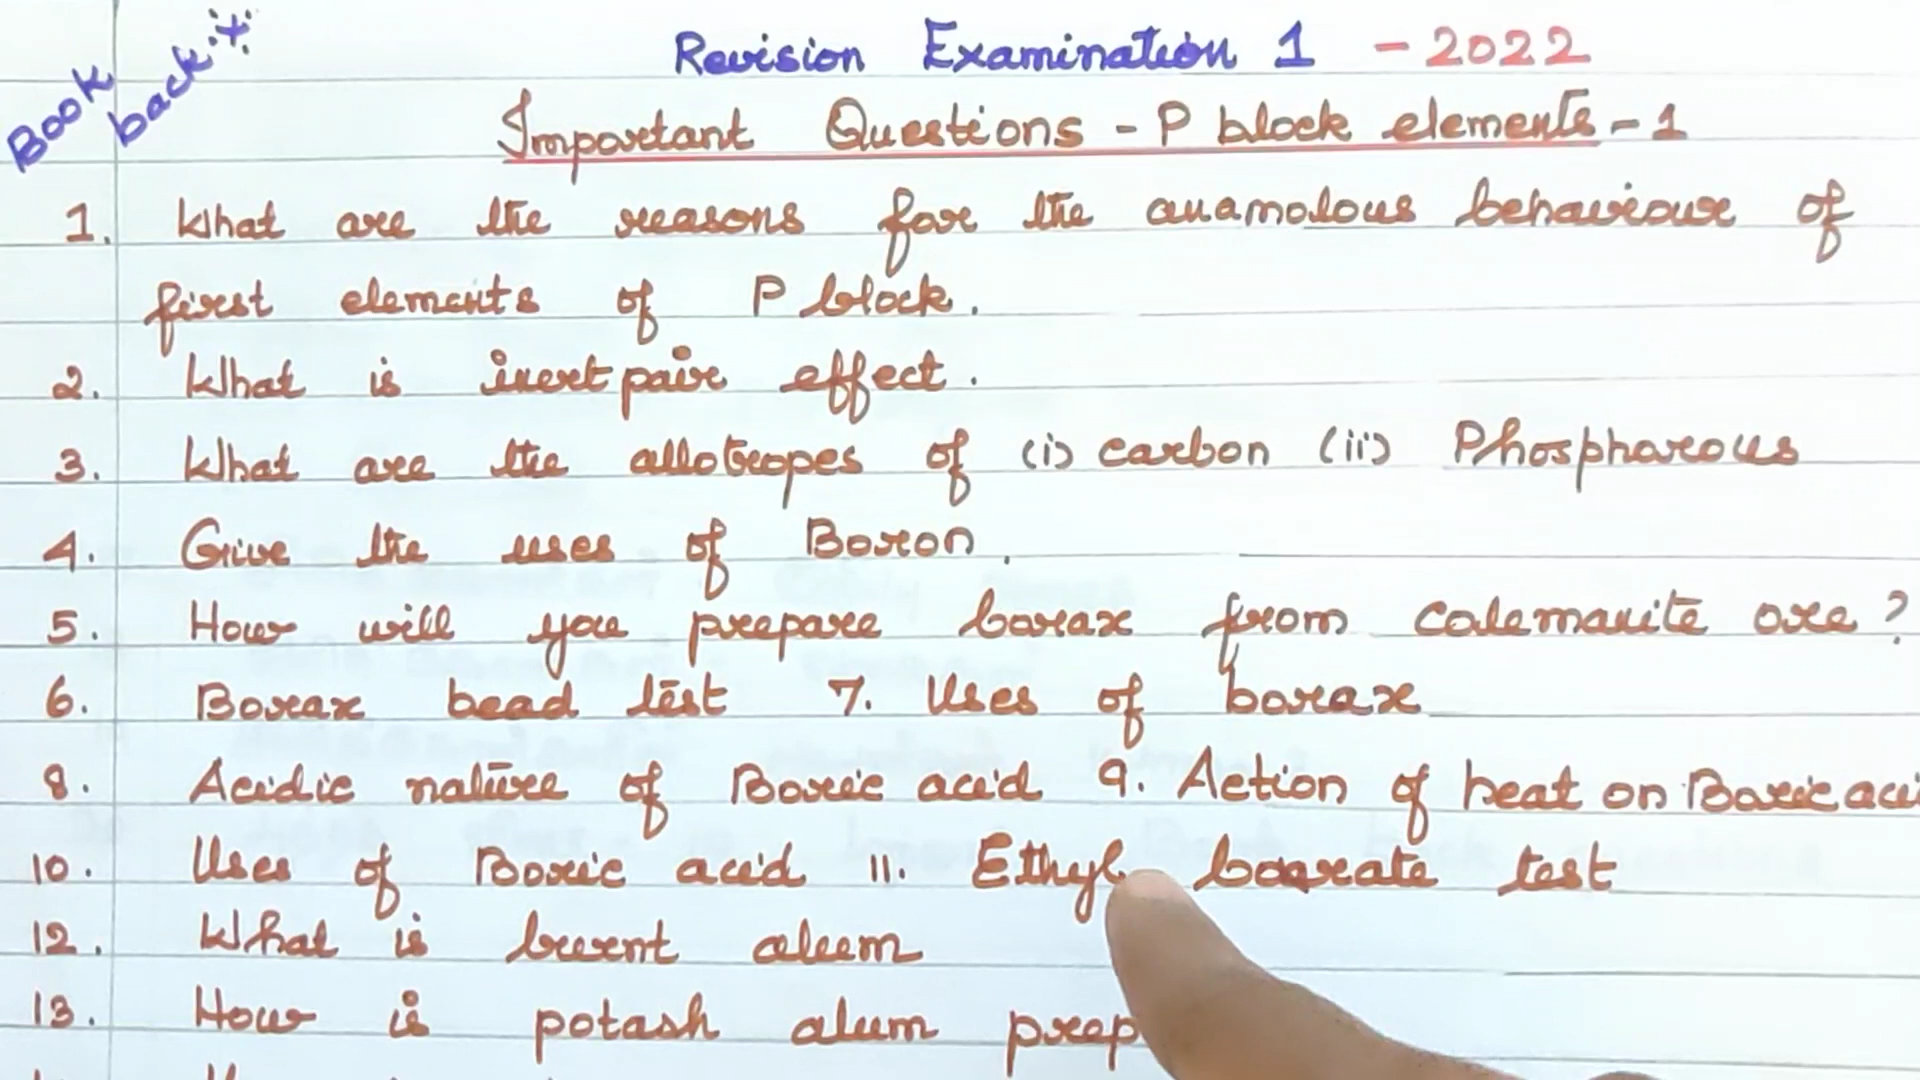 Book back :+:
Revision Examination 1 - 2022
Important Questions - P block elements - 1
1. What are the reasons for the anamolous behaviour of
first elements of P block.
2. What is inert pair effect.
3. What are the allotropes of (i) carbon (ii) Phosphorous
4. Give the uses of Boron.
5. How will you prepare borax from colemanite ore?
6. Borax bead test 7. Uses of borax
8. Acidic nature of Boric acid 9. Action of heat on Boric aci
10. Uses of Boric acid 11. Ethyl borate test
12. What is burnt alum
13. How is potash alum prep